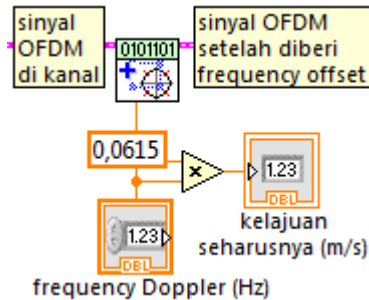 sinyal
OFDM
di kanal
0101101
sinyal OFDM
setelah diberi
frequency offset
0,0615
x
1.23
DBL
kelajuan
seharusnya (m/s)
1.23
DBL
frequency Doppler (Hz)